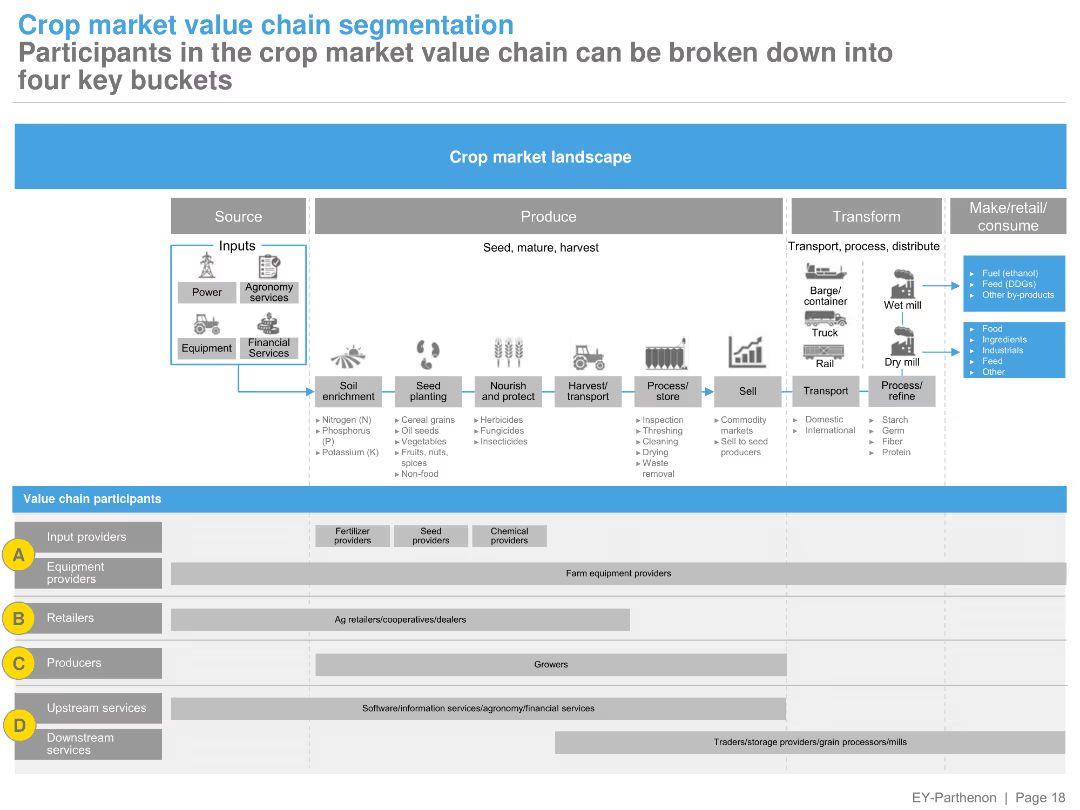 Crop market value chain segmentation
Participants in the crop market value chain can be broken down into
four key buckets
Crop market landscape
Source
Produce
Transform
Make/retail/
consume
Inputs
Power
Agronomy
services
Equipment
Financial
Services
Seed, mature, harvest
Transport, process, distribute
Barge/
container
Truck
Rail
Wet mill
Dry mill
► Fuel (ethanol)
► Feed (DDGs)
► Other by-products
► Food
► Ingredients
► Industrials
► Feed
► Other
Soil
enrichment
Seed
planting
Nourish
and protect
Harvest/
transport
Process/
store
Sell
Transport
Process/
refine
► Nitrogen (N)
► Phosphorus
(P)
► Potassium (K)
► Cereal grains
► Oil seeds
► Vegetables
► Fruits, nuts,
spices
► Non-food
► Herbicides
► Fungicides
► Insecticides
► Inspection
► Threshing
► Cleaning
► Drying
► Waste
removal
► Commodity
markets
► Sell to seed
producers
► Domestic
► International
► Starch
► Germ
► Fiber
► Protein
Value chain participants
A
Input providers
Fertilizer
providers
Seed
providers
Chemical
providers
Equipment
providers
Farm equipment providers
B
Retailers
Ag retailers/cooperatives/dealers
C
Producers
Growers
D
Upstream services
Software/information services/agronomy/financial services
Downstream
services
Traders/storage providers/grain processors/mills
EY-Parthenon | Page 18